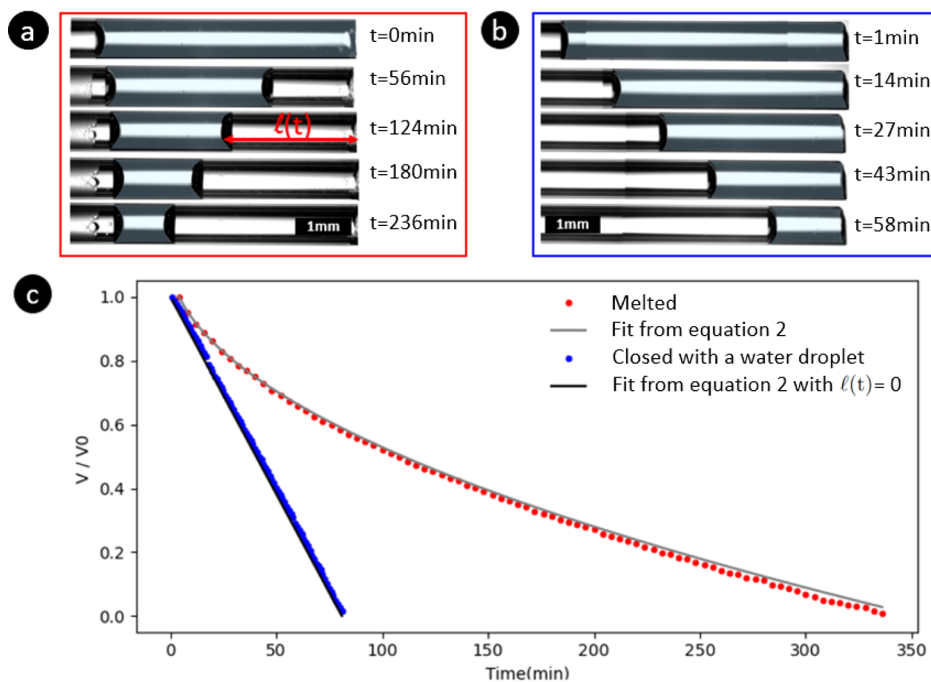 a
t=0min
t=56min
ℓ(t)
t=124min
t=180min
1mm
t=236min
b
t=1min
t=14min
t=27min
t=43min
1mm
t=58min
c
Melted
Fit from equation 2
Closed with a water droplet
Fit from equation 2 with ℓ(t)= 0
1.0
0.8
0.6
0.4
0.2
0.0
V / V0
0 50 100 150 200 250 300 350
Time(min)